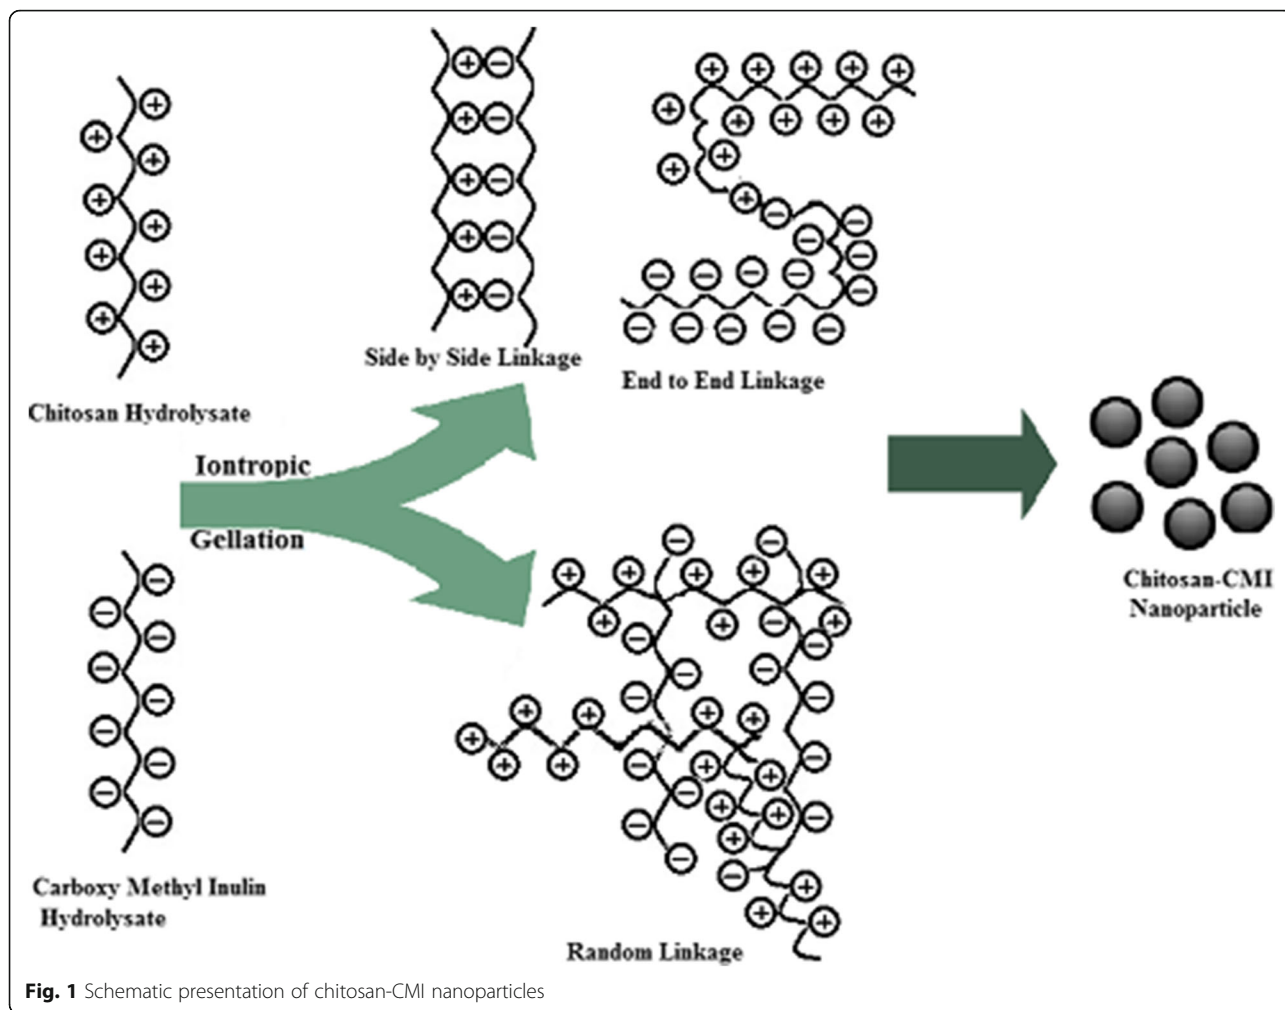 Side by Side Linkage
End to End Linkage
Chitosan Hydrolysate
Iontropic
Gellation
Chitosan-CMI
Nanoparticle
Carboxy Methyl Inulin
Hydrolysate
Random Linkage
Fig. 1 Schematic presentation of chitosan-CMI nanoparticles